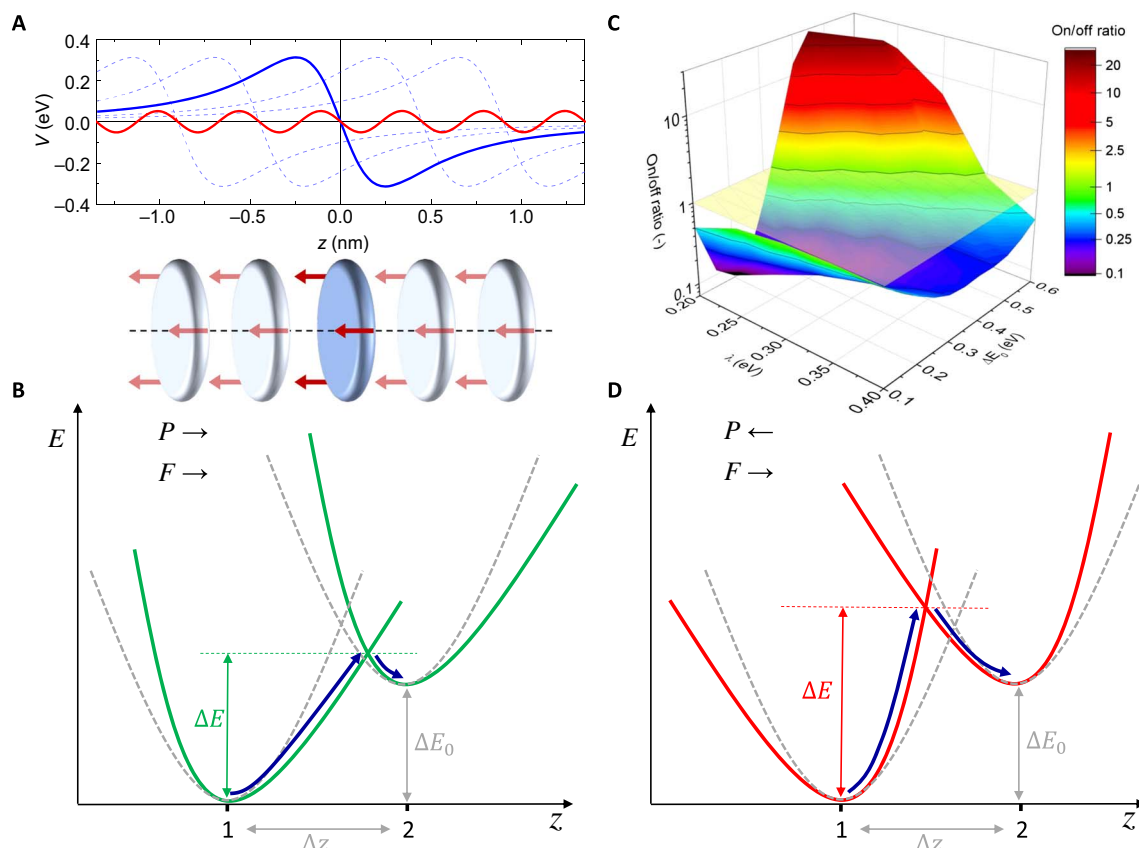 A
0.4
0.2
0.0
−0.2
−0.4
V (eV)
−1.0
−0.5
0.0
0.5
1.0
z (nm)
C
On/off ratio
20
10
5
2.5
1
0.5
0.25
0.1
10
1
0.1
On/off ratio (-)
0.20
0.25
0.30
0.35
0.40
λ (eV)
0.1
0.2
0.3
0.4
0.5
0.6
ΔE₀ (eV)
B
E
P →
F →
ΔE
ΔE₀
1
2
z
Δz
D
E
P ←
F →
ΔE
ΔE₀
1
2
z
Δz